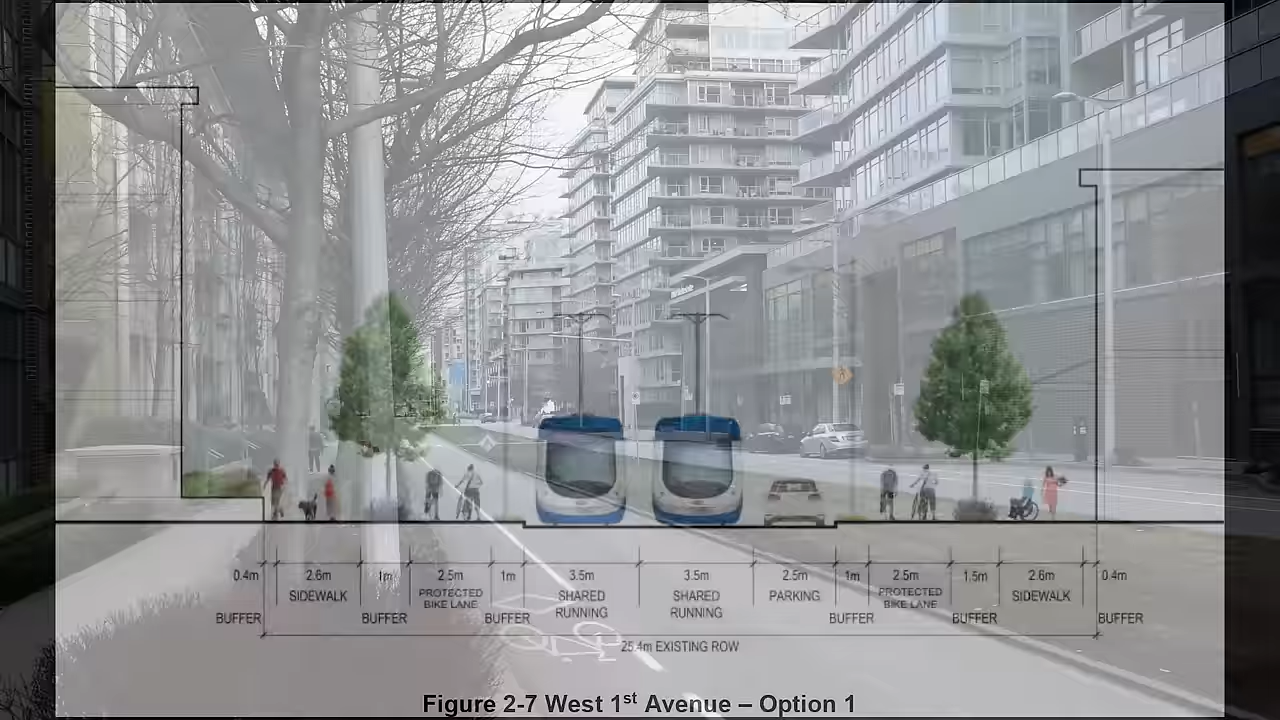 0.4m 2.6m 1m 2.5m 1m 3.5m 3.5m 2.5m 1m 2.5m 1.5m 2.6m 0.4m
SIDEWALK PROTECTED SHARED SHARED PARKING PROTECTED SIDEWALK
BIKE LANE RUNNING RUNNING BIKE LANE
BUFFER BUFFER BUFFER BUFFER BUFFER BUFFER
25.4m EXISTING ROW
Figure 2-7 West 1st Avenue – Option 1